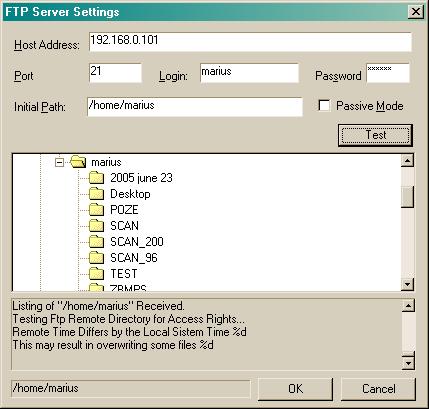 FTP Server Settings
Host Address: 192.168.0.101
Port 21 Login: marius Password ××××××
Initial Path: /home/marius Passive Mode
Test
marius
2005 june 23
Desktop
POZE
SCAN
SCAN_200
SCAN_96
TEST
ZBMPS
Listing of "/home/marius" Received.
Testing Ftp Remote Directory for Access Rights...
Remote Time Differs by the Local Sistem Time %d
This may result in overwriting some files %d
/home/marius OK Cancel